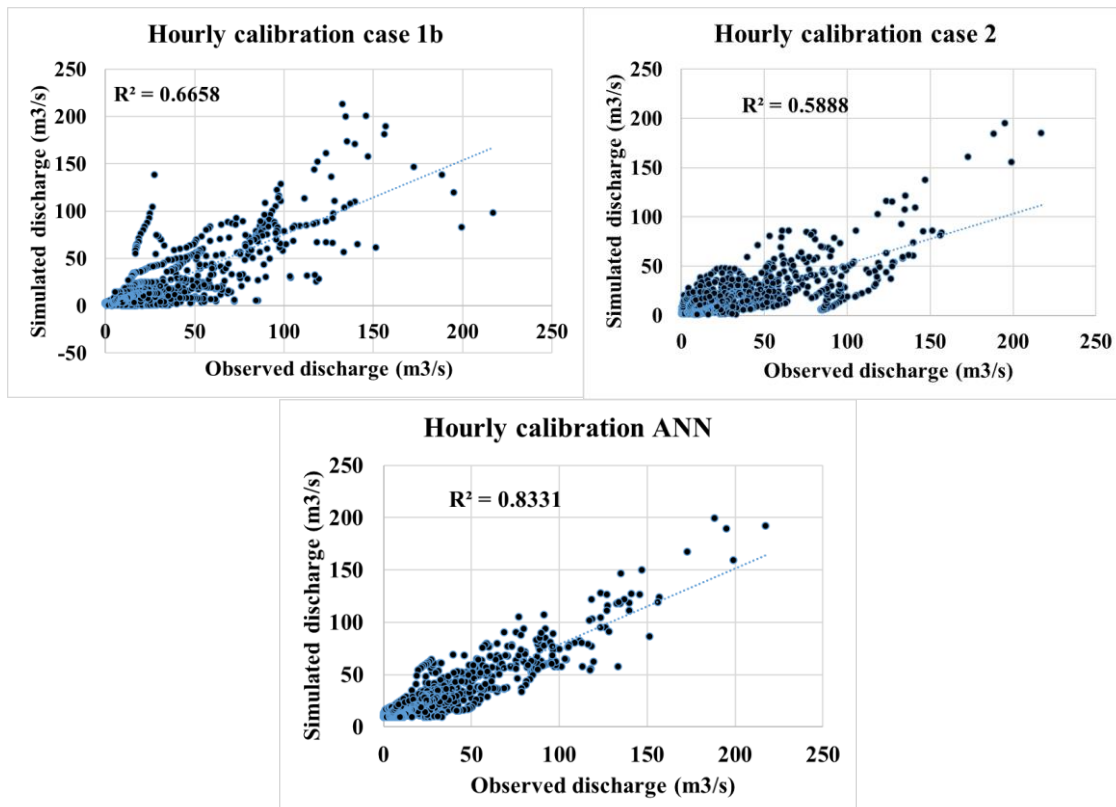 Hourly calibration case 1b
R² = 0.6658
Simulated discharge (m3/s)
250
200
150
100
50
0
-50
0 50 100 150 200 250
Observed discharge (m3/s)
Hourly calibration case 2
R² = 0.5888
Simulated discharge (m3/s)
250
200
150
100
50
0
0 50 100 150 200 250
Observed discharge (m3/s)
Hourly calibration ANN
R² = 0.8331
Simulated discharge (m3/s)
250
200
150
100
50
0
0 50 100 150 200 250
Observed discharge (m3/s)